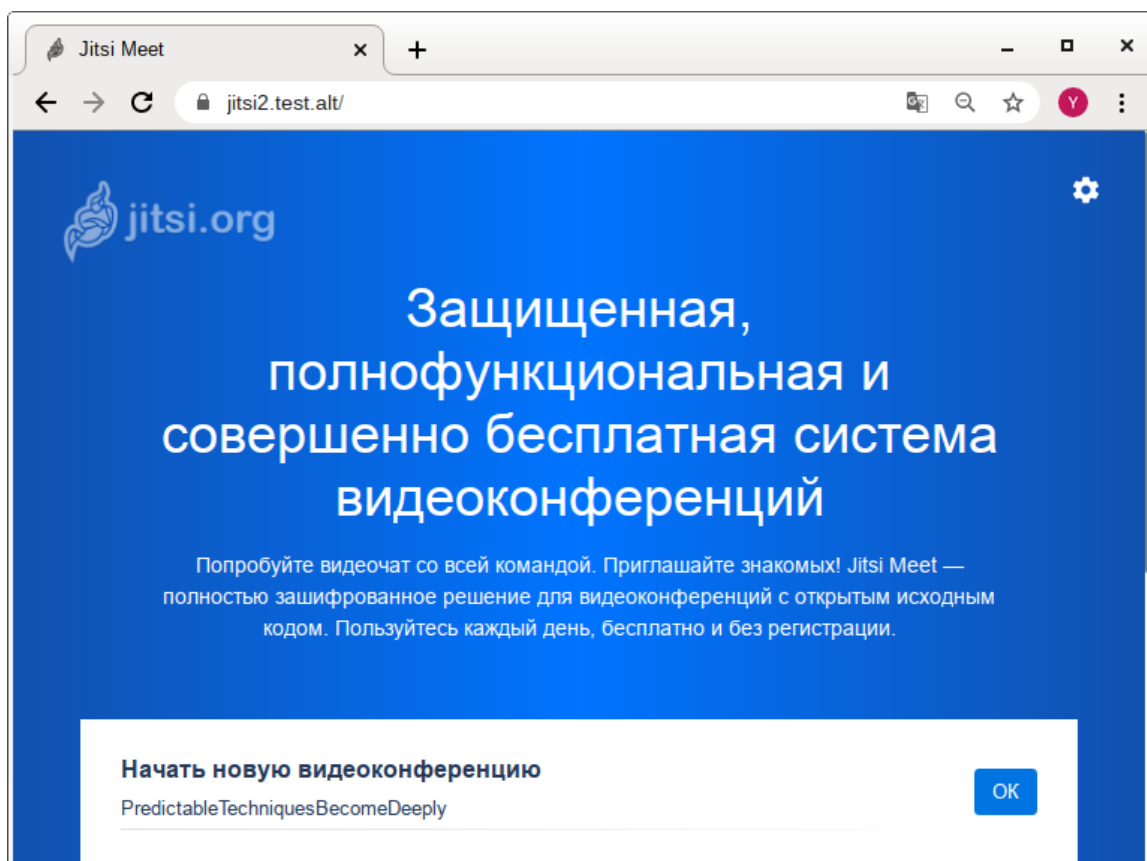 Jitsi Meet
jitsi2.test.alt/
Y
jitsi.org
Защищенная,
полнофункциональная и
совершенно бесплатная система
видеоконференций
Попробуйте видеочат со всей командой. Приглашайте знакомых! Jitsi Meet —
полностью зашифрованное решение для видеоконференций с открытым исходным
кодом. Пользуйтесь каждый день, бесплатно и без регистрации.
Начать новую видеоконференцию
PredictableTechniquesBecomeDeeply
ОК